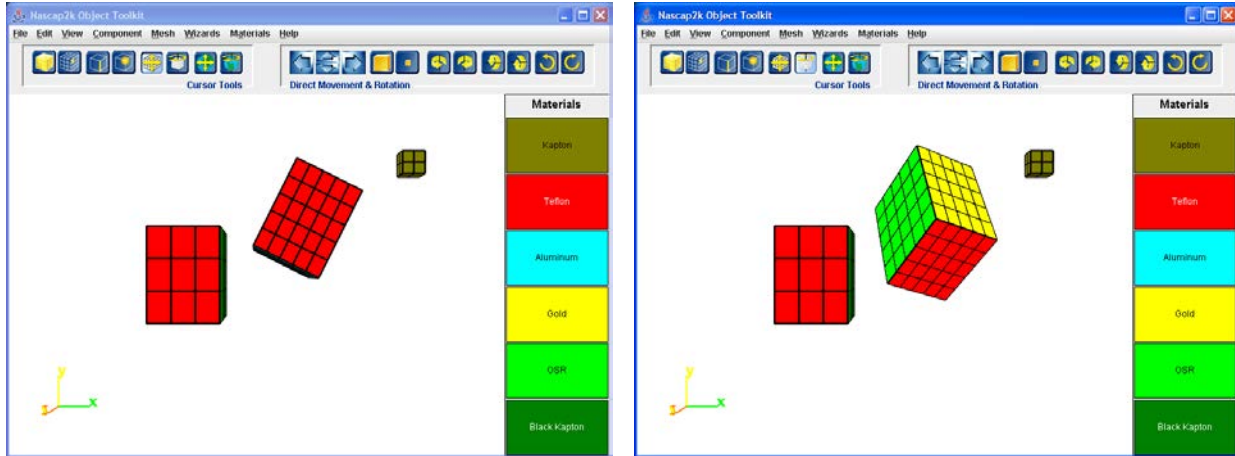 Nascap2k Object Toolkit
File Edit View Component Mesh Wizards Materials Help
Cursor Tools
Direct Movement & Rotation
Materials
Kapton
Teflon
Aluminum
Gold
OSR
Black Kapton
y
z x
Nascap2k Object Toolkit
File Edit View Component Mesh Wizards Materials Help
Cursor Tools
Direct Movement & Rotation
Materials
Kapton
Teflon
Aluminum
Gold
OSR
Black Kapton
y
z x